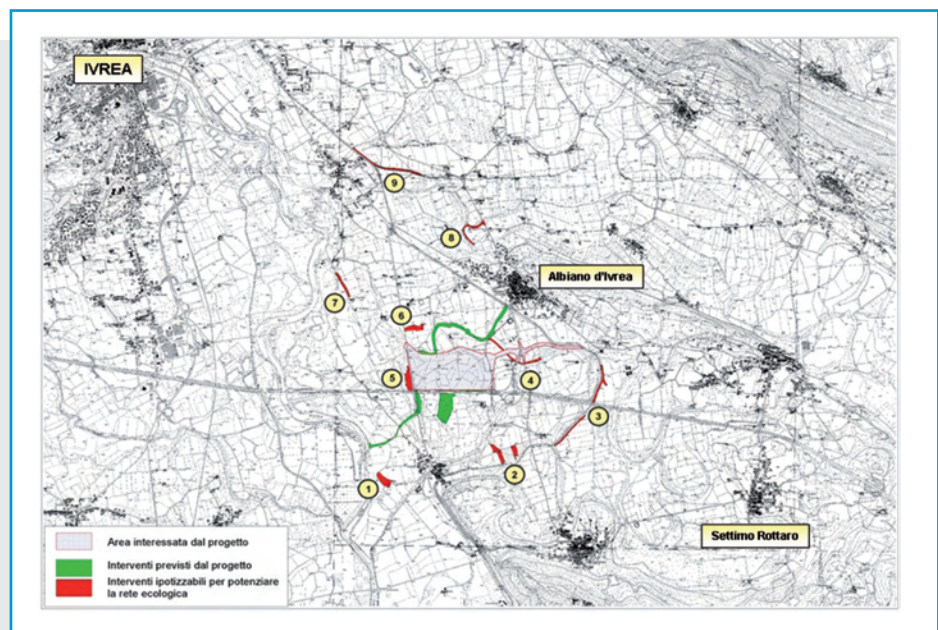 IVREA
9
8
Albiano d'Ivrea
7
6
5
4
3
2
1
Settimo Rottaro
Area interessata dal progetto
Interventi previsti dal progetto
Interventi ipotizzabili per potenziare
la rete ecologica